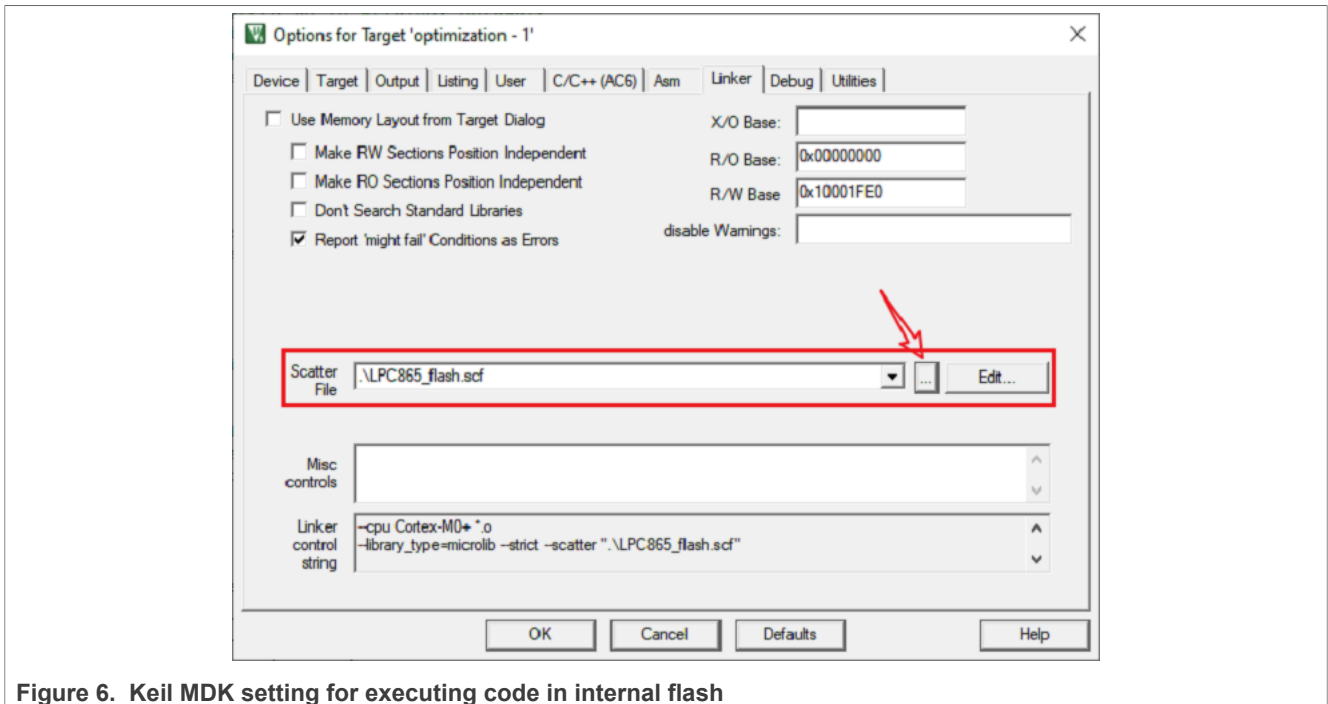 Options for Target 'optimization - 1'
Device Target Output Listing User C/C++ (AC6) Asm Linker Debug Utilities
Use Memory Layout from Target Dialog
Make RW Sections Position Independent
Make RO Sections Position Independent
Don't Search Standard Libraries
Report 'might fail' Conditions as Errors
X/O Base:
R/O Base: 0x00000000
R/W Base 0x10001FE0
disable Warnings:
Scatter
File
.\LPC865_flash.scf
...
Edit...
Misc
controls
Linker
control
string
--cpu Cortex-M0+ *.o
--library_type=microlib --strict --scatter ".\LPC865_flash.scf"
OK Cancel Defaults Help
Figure 6. Keil MDK setting for executing code in internal flash